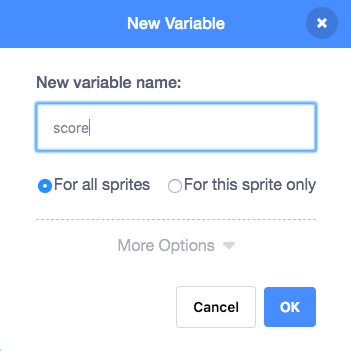 New Variable
New variable name:
score
For all sprites For this sprite only
More Options
Cancel OK